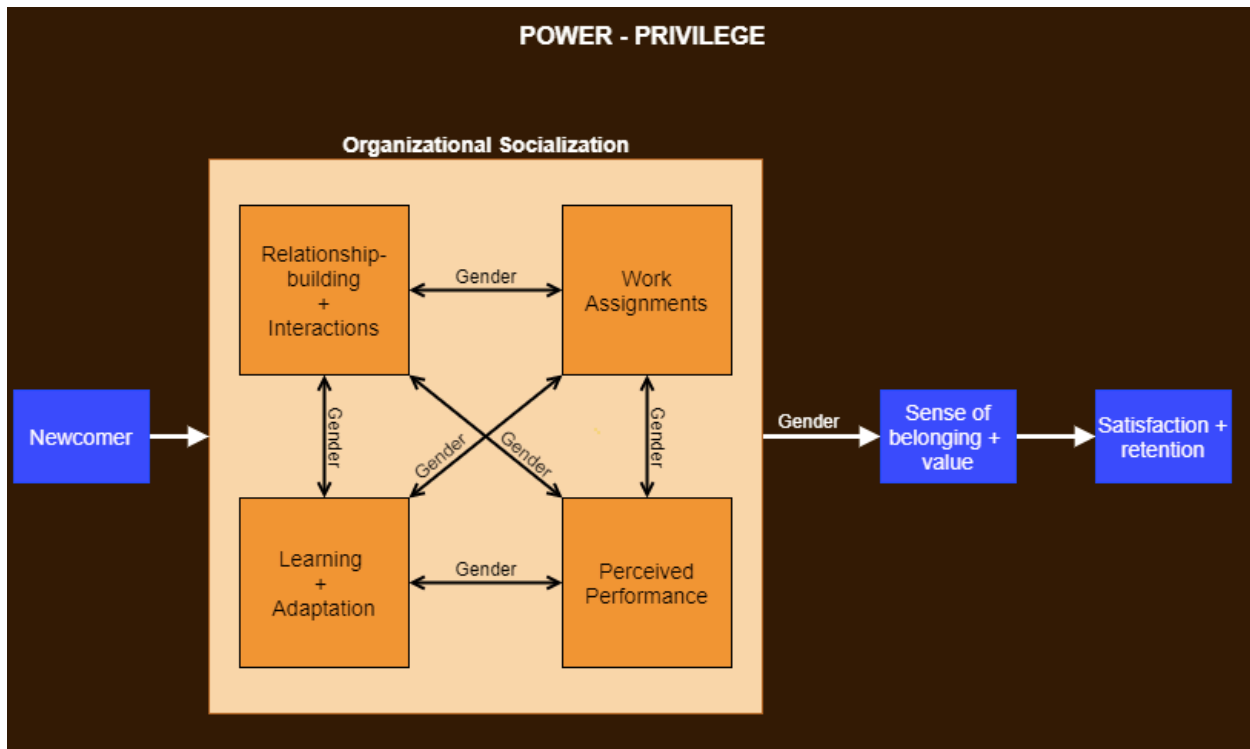 POWER - PRIVILEGE
Organizational Socialization
Relationship-
building
+
Interactions
Gender
Work
Assignments
Gender
Gender
Gender
Gender
Newcomer
Gender
Sense of
belonging +
value
Satisfaction +
retention
Learning
+
Adaptation
Gender
Perceived
Performance